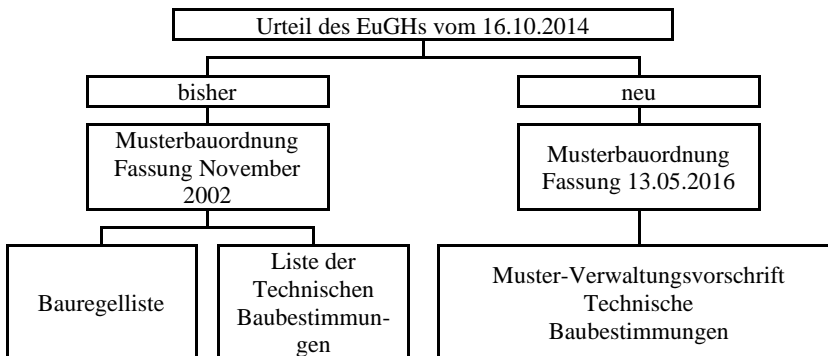 Urteil des EuGHs vom 16.10.2014
bisher
neu
Musterbauordnung
Fassung November
2002
Musterbauordnung
Fassung 13.05.2016
Bauregelliste
Liste der
Technischen
Baubestimmun-
gen
Muster-Verwaltungsvorschrift
Technische
Baubestimmungen